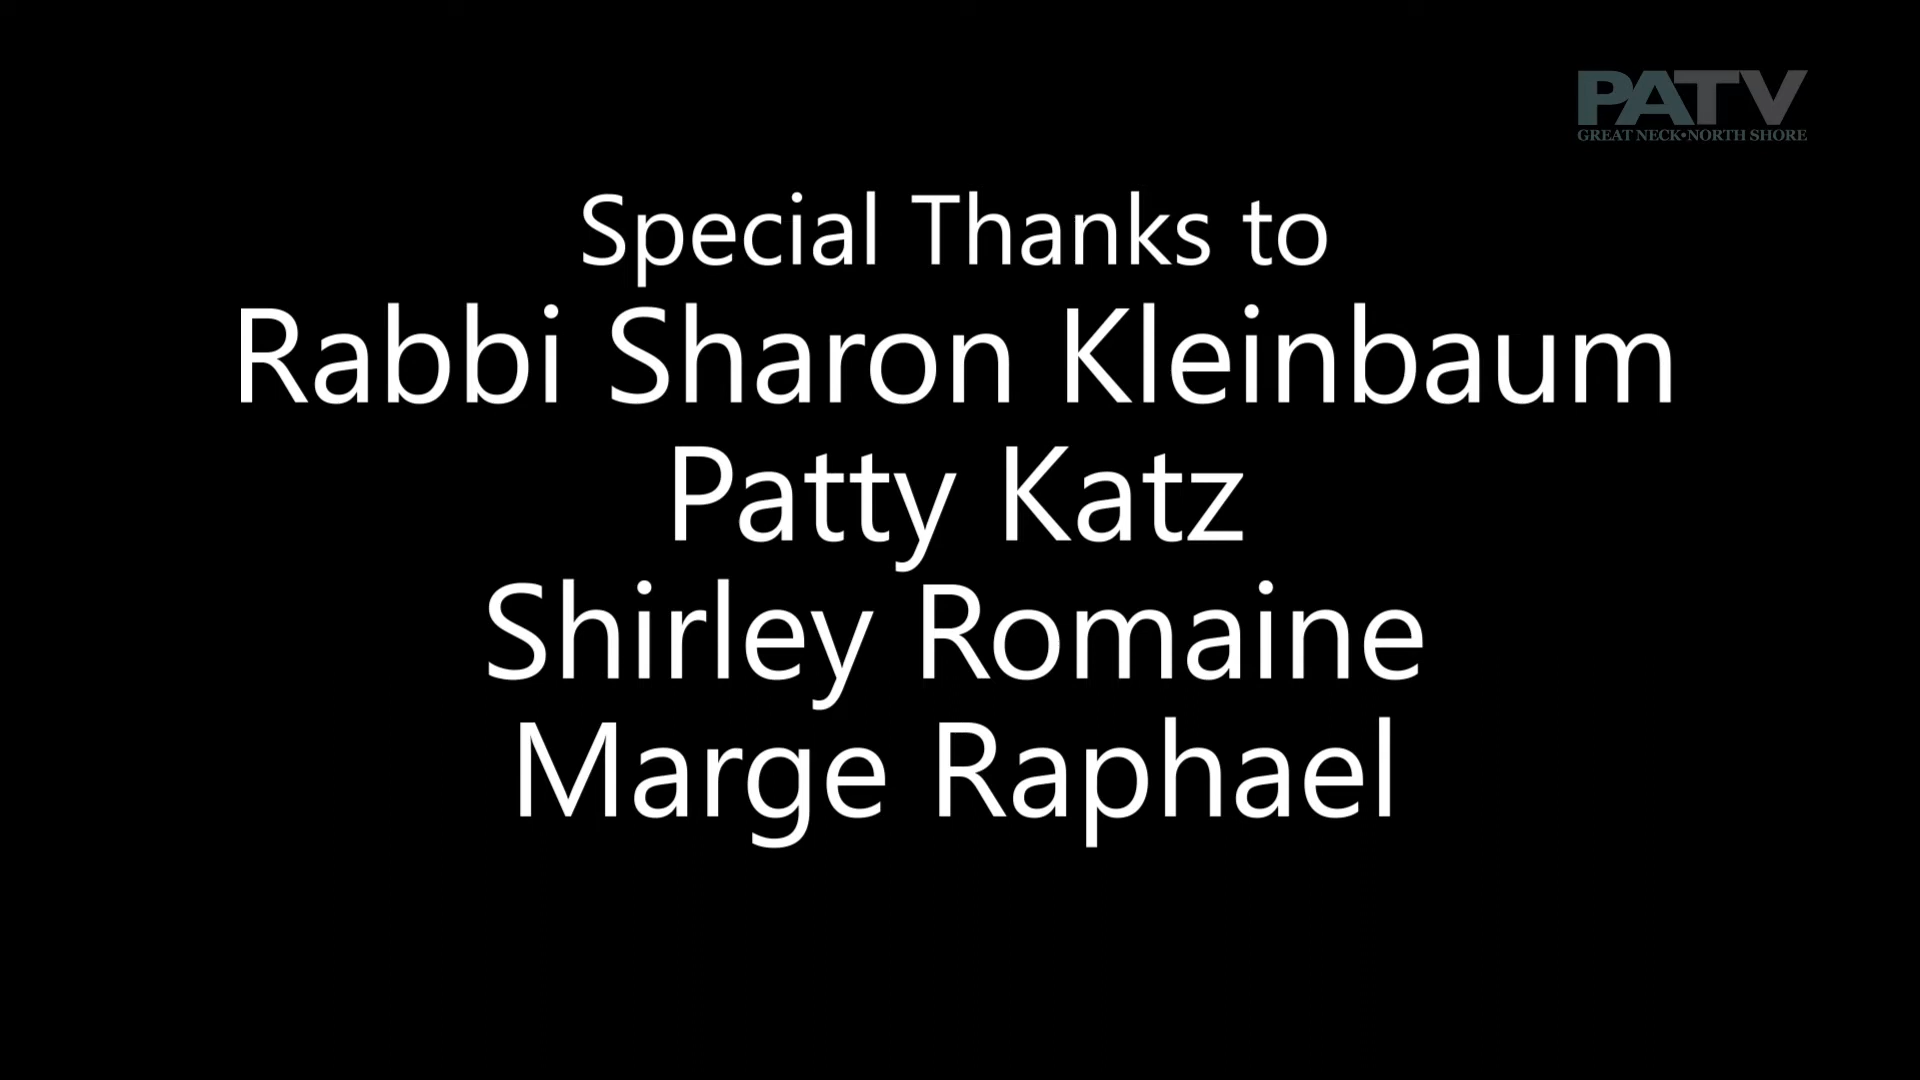 PATV
GREAT NECK•NORTH SHORE
Special Thanks to
Rabbi Sharon Kleinbaum
Patty Katz
Shirley Romaine
Marge Raphael